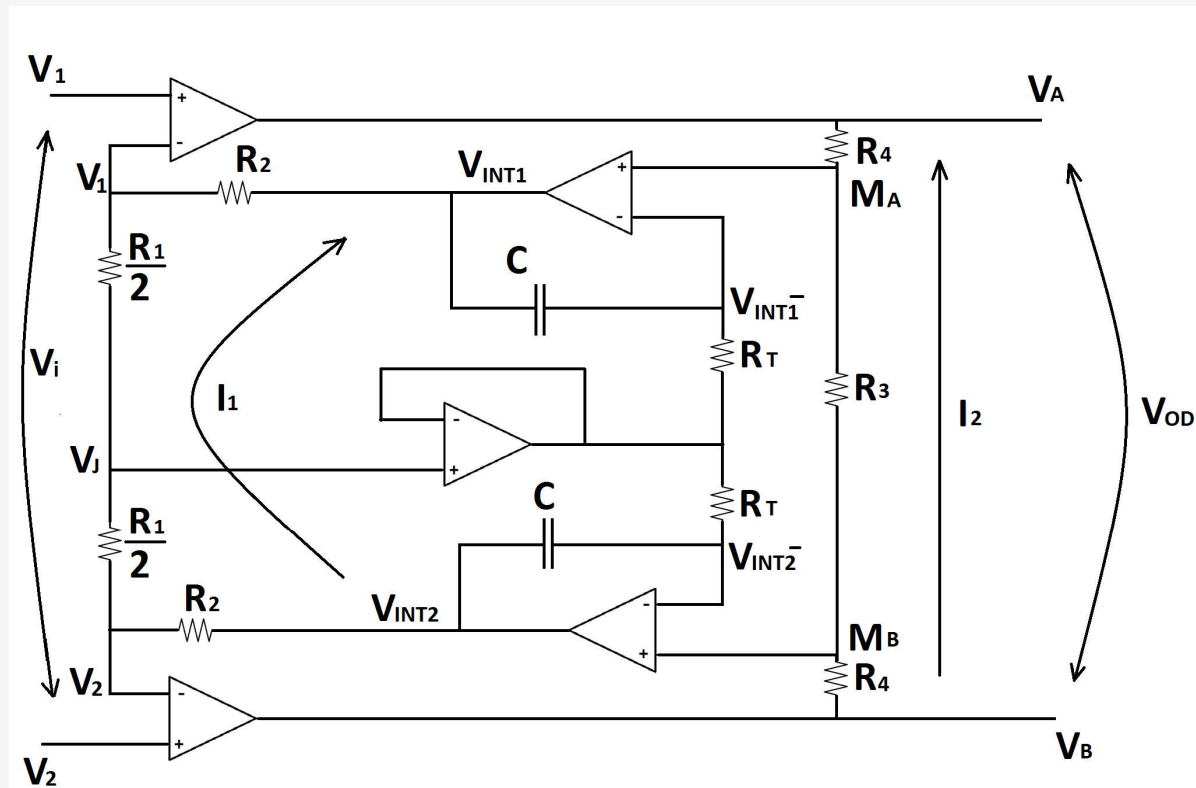 V1
VA
+
-
R2
VINT1
+
R4
V1
MA
-
R1
2
C
VINT1-
RT
Vi
I1
R3
I2
VOD
-
VJ
+
C
RT
R1
2
VINT2-
R2
VINT2
-
MB
+
V2
-
R4
+
VB
V2